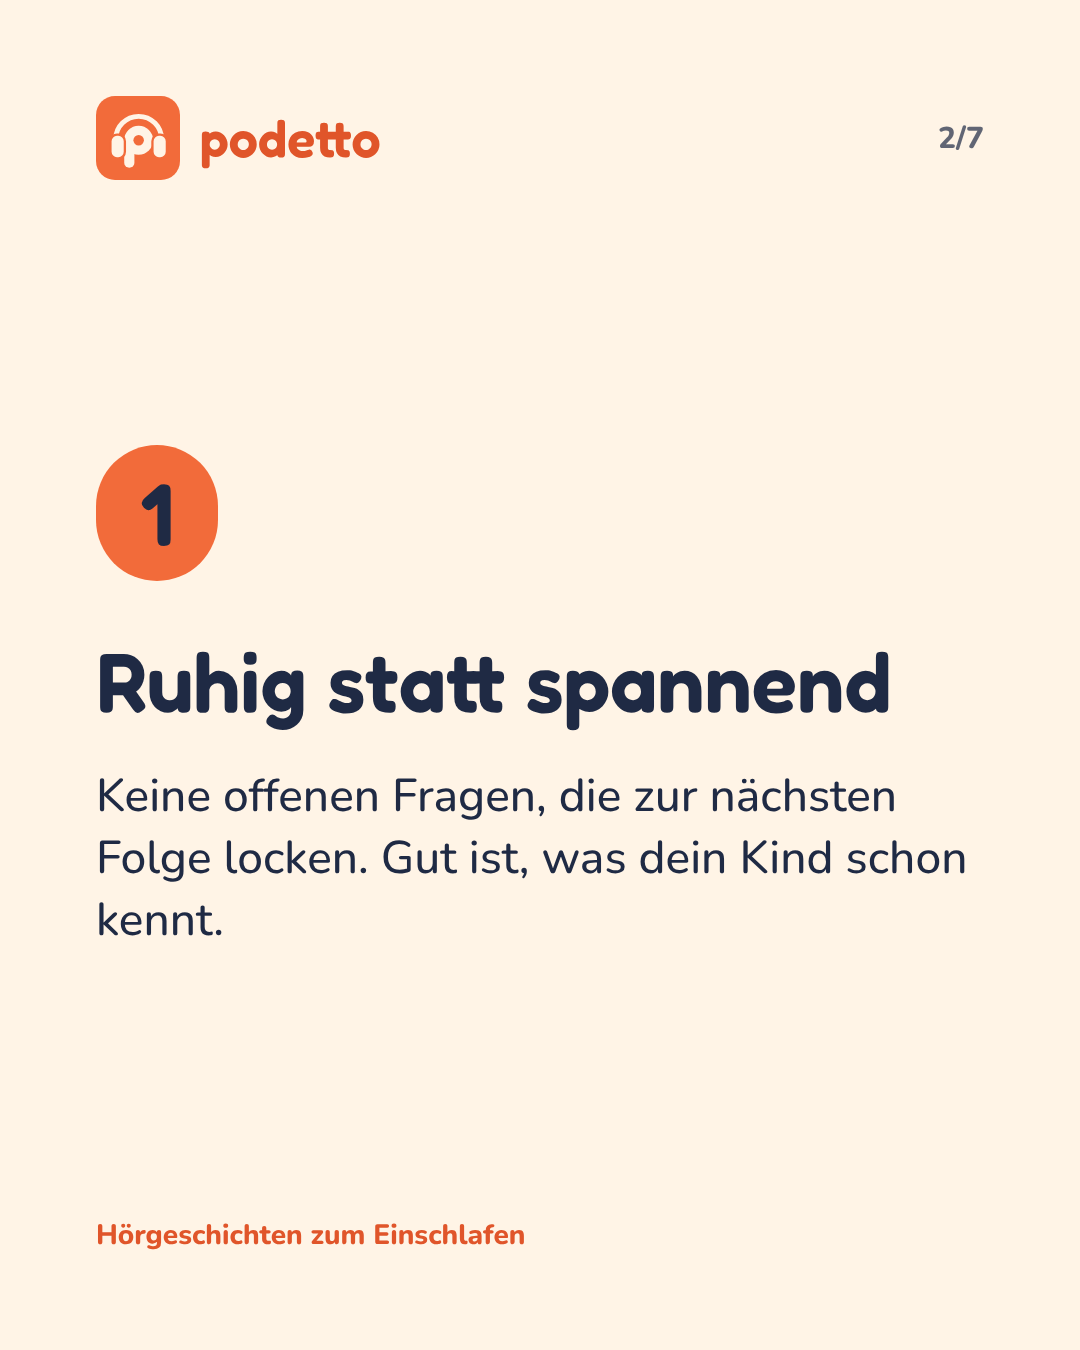 podetto
2/7
1
Ruhig statt spannend
Keine offenen Fragen, die zur nächsten
Folge locken. Gut ist, was dein Kind schon
kennt.
Hörgeschichten zum Einschlafen